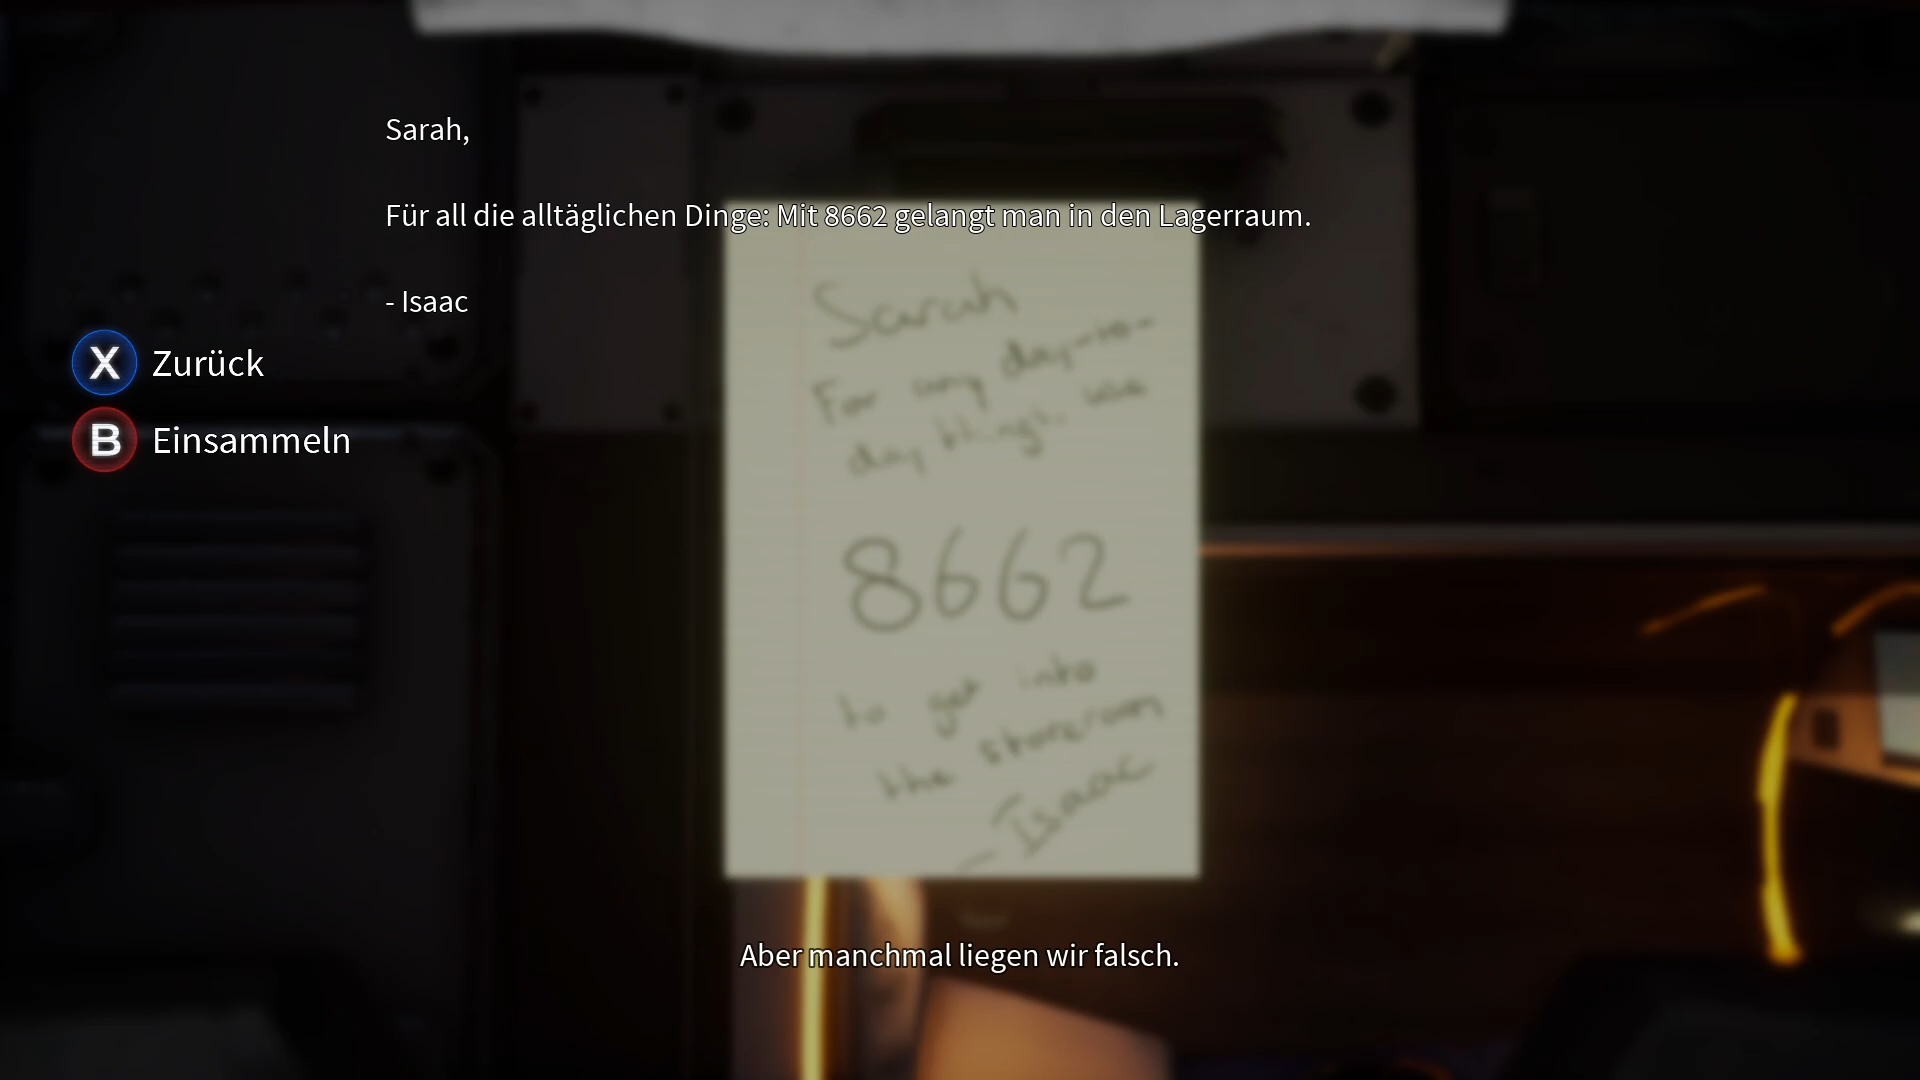 Sarah,
Für all die alltäglichen Dinge: Mit 8662 gelangt man in den Lagerraum.
- Isaac
X Zurück
B Einsammeln
Sarah
For any day-to-
day things use
8662
to get into
the storeroom
- Isaac
Aber manchmal liegen wir falsch.